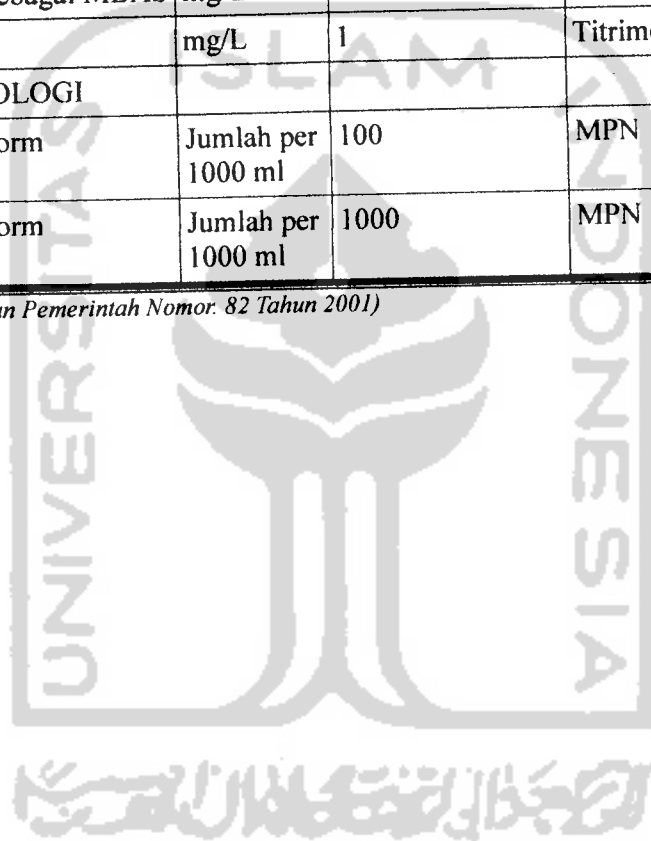 mg/L 1
OLOGI
orm Jumlah per 100 MPN
1000 ml
orm Jumlah per 1000 MPN
1000 ml
n Pemerintah Nomor. 82 Tahun 2001)
ISLAM
UNIVERSITAS
INDONESIA